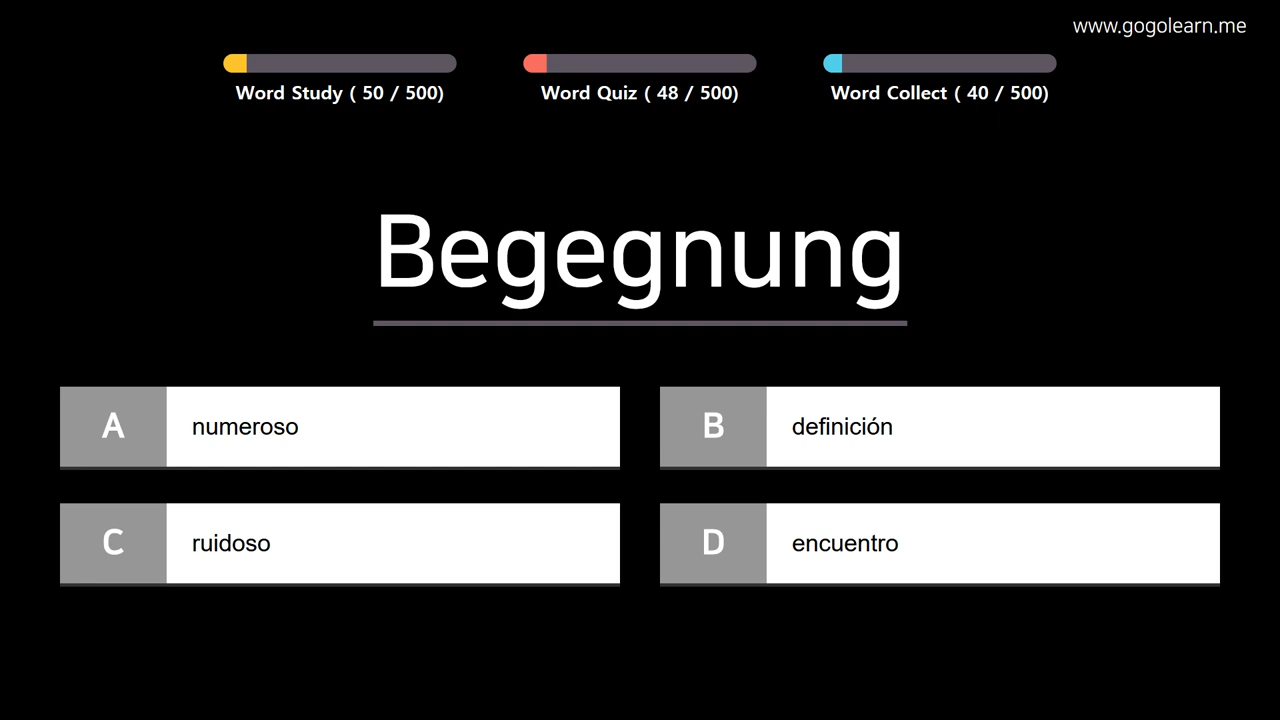 www.gogolearn.me
Word Study ( 50 / 500)
Word Quiz ( 48 / 500)
Word Collect ( 40 / 500)
Begegnung
A numeroso
B definición
C ruidoso
D encuentro